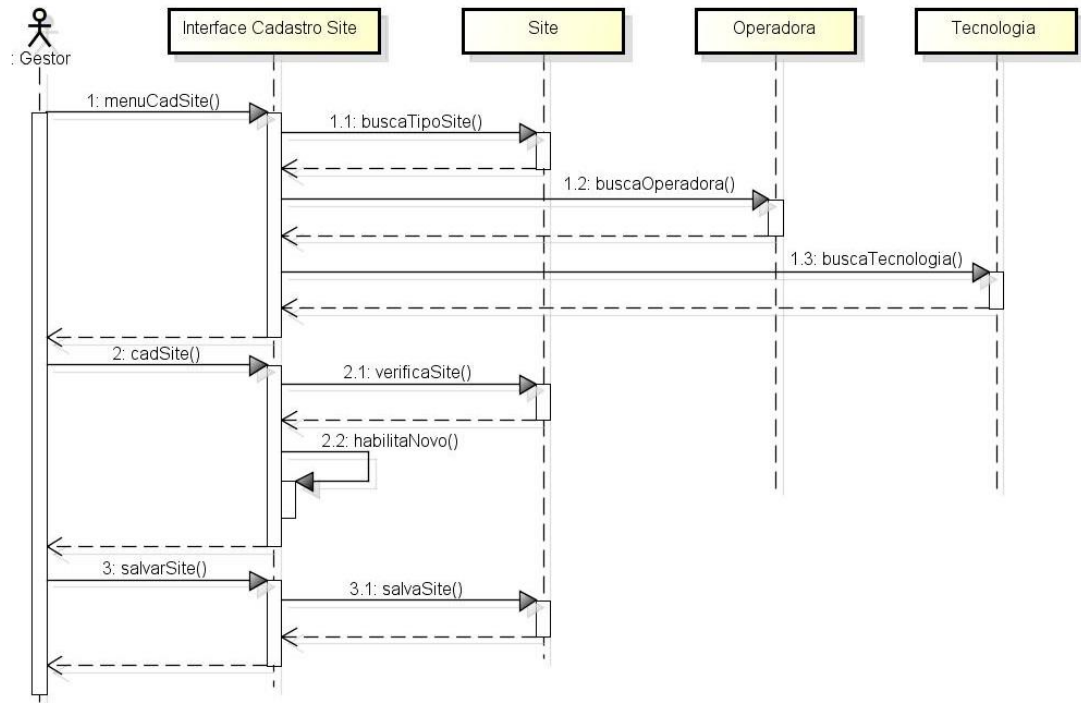 : Gestor
Interface Cadastro Site
Site
Operadora
Tecnologia
1: menuCadSite()
1.1: buscaTipoSite()
1.2: buscaOperadora()
1.3: buscaTecnologia()
2: cadSite()
2.1: verificaSite()
2.2: habilitaNovo()
3: salvarSite()
3.1: salvaSite()